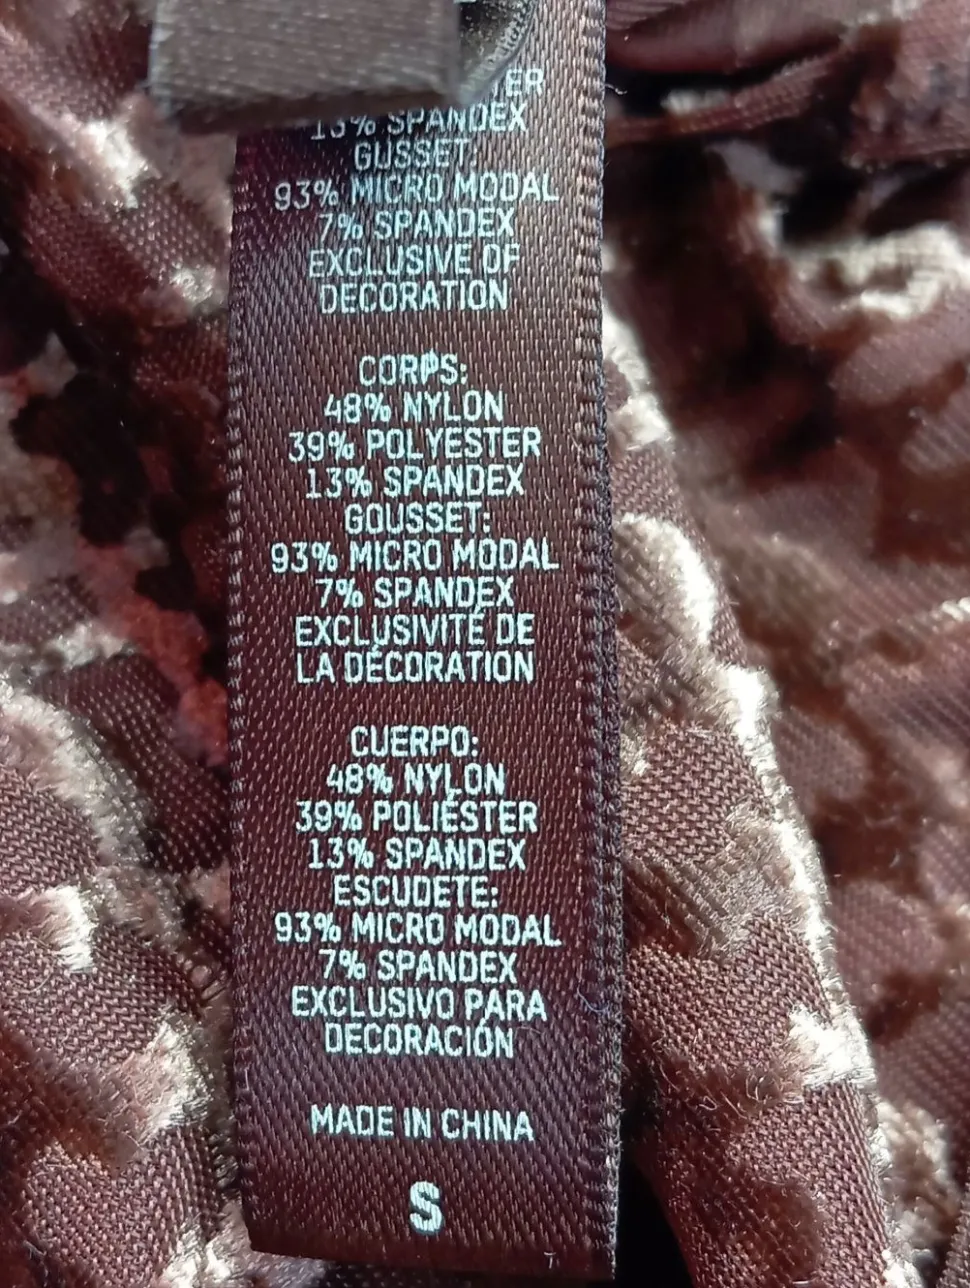 ER
13% SPANDEX
GUSSET:
93% MICRO MODAL
7% SPANDEX
EXCLUSIVE OF
DECORATION
CORPS:
48% NYLON
39% POLYESTER
13% SPANDEX
GOUSSET:
93% MICRO MODAL
7% SPANDEX
EXCLUSIVITÉ DE
LA DÉCORATION
CUERPO:
48% NYLON
39% POLIÉSTER
13% SPANDEX
ESCUDETE:
93% MICRO MODAL
7% SPANDEX
EXCLUSIVO PARA
DECORACIÓN
MADE IN CHINA
S